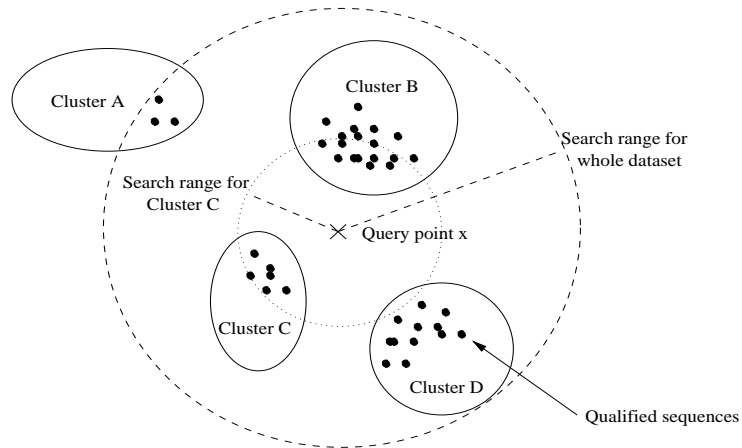 Cluster B
Cluster A
Search range for
whole dataset
Search range for
Cluster C
Query point x
Cluster C
Cluster D
Qualified sequences